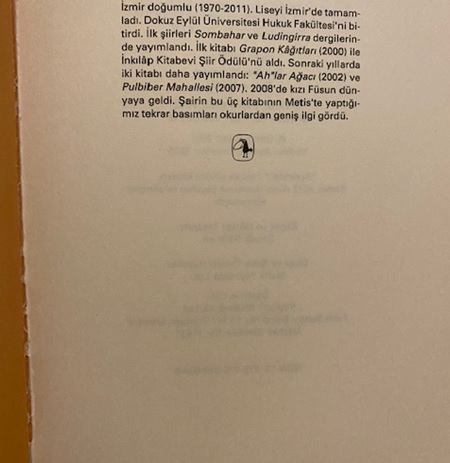 İzmir doğumlu (1970-2011). Liseyi İzmir'de tamam-
ladı. Dokuz Eylül Üniversitesi Hukuk Fakültesi'ni bi-
tirdi. İlk şiirleri Sombahar ve Ludingirra dergilerin-
de yayımlandı. İlk kitabı Grapon Kâğıtları (2000) ile
İnkılâp Kitabevi Şiir Ödülü'nü aldı. Sonraki yıllarda
iki kitabı daha yayımlandı: "Ah"lar Ağacı (2002) ve
Pulbiber Mahallesi (2007). 2008'de kızı Füsun dün-
yaya geldi. Şairin bu üç kitabının Metis'te yaptığı-
mız tekrar basımları okurlardan geniş ilgi gördü.